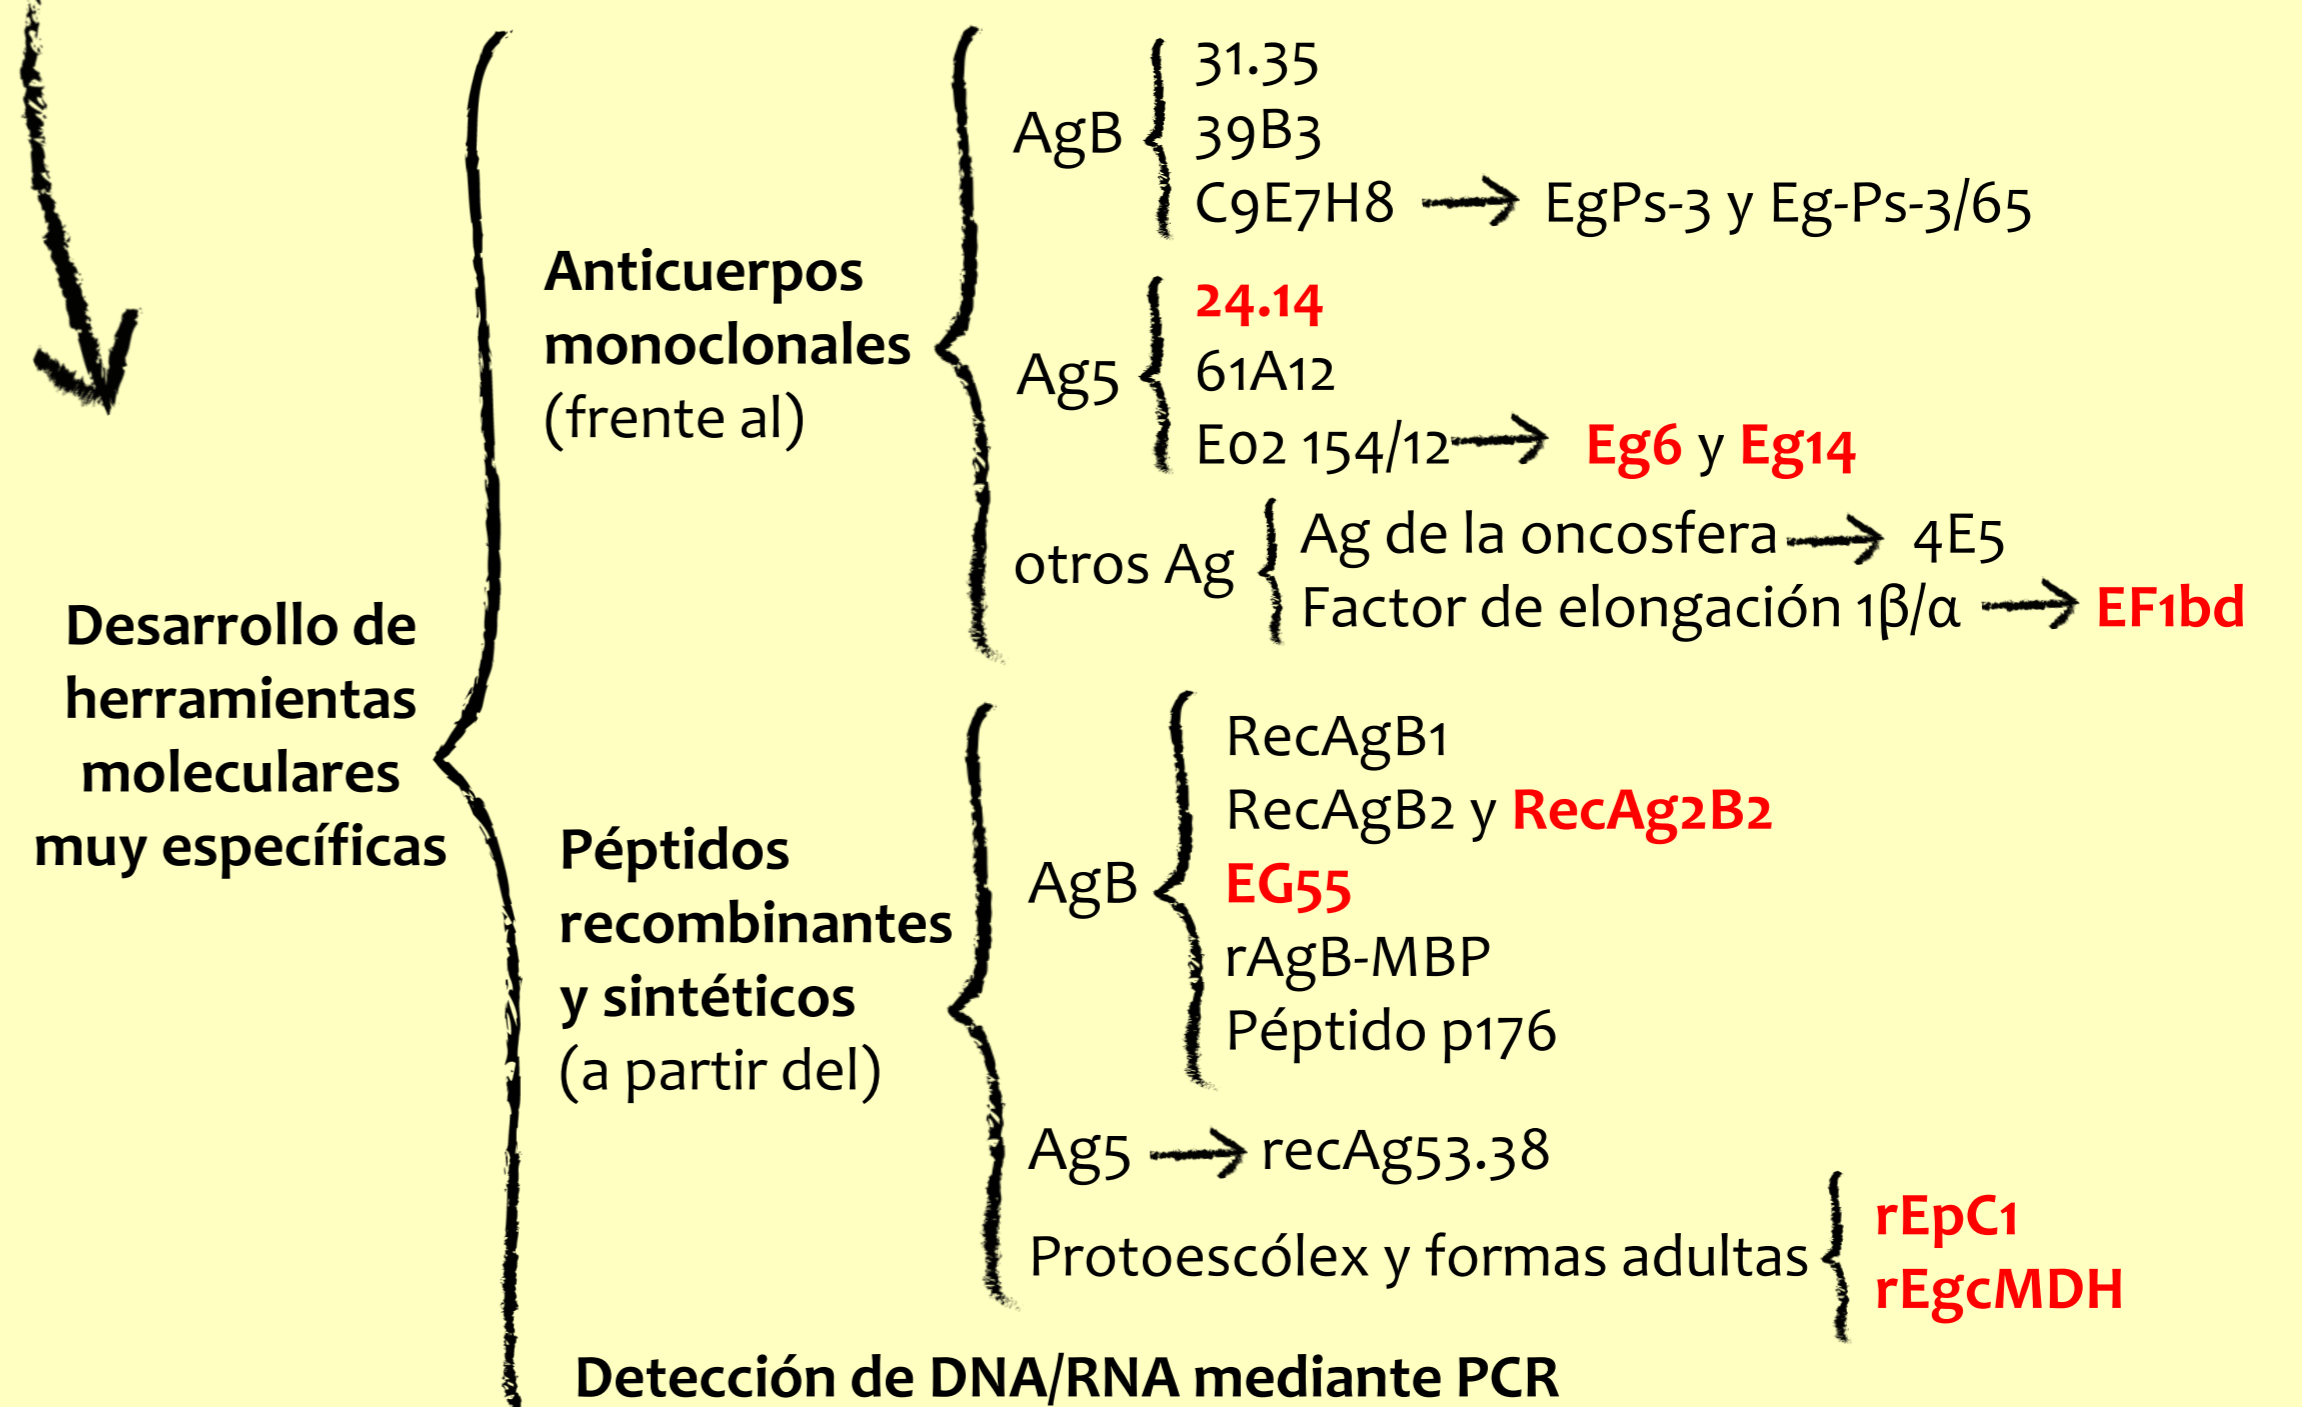 Desarrollo de
herramientas
moleculares
muy específicas
Anticuerpos
monoclonales
(frente al)
AgB
31.35
39B3
C9E7H8 → EgPs-3 y Eg-Ps-3/65
Ag5
24.14
61A12
E02 154/12 → Eg6 y Eg14
otros Ag
Ag de la oncosfera → 4E5
Factor de elongación 1β/α → EF1bd
Péptidos
recombinantes
y sintéticos
(a partir del)
AgB
RecAgB1
RecAgB2 y RecAg2B2
EG55
rAgB-MBP
Péptido p176
Ag5 → recAg53.38
Protoescólex y formas adultas
rEpC1
rEgcMDH
Detección de DNA/RNA mediante PCR